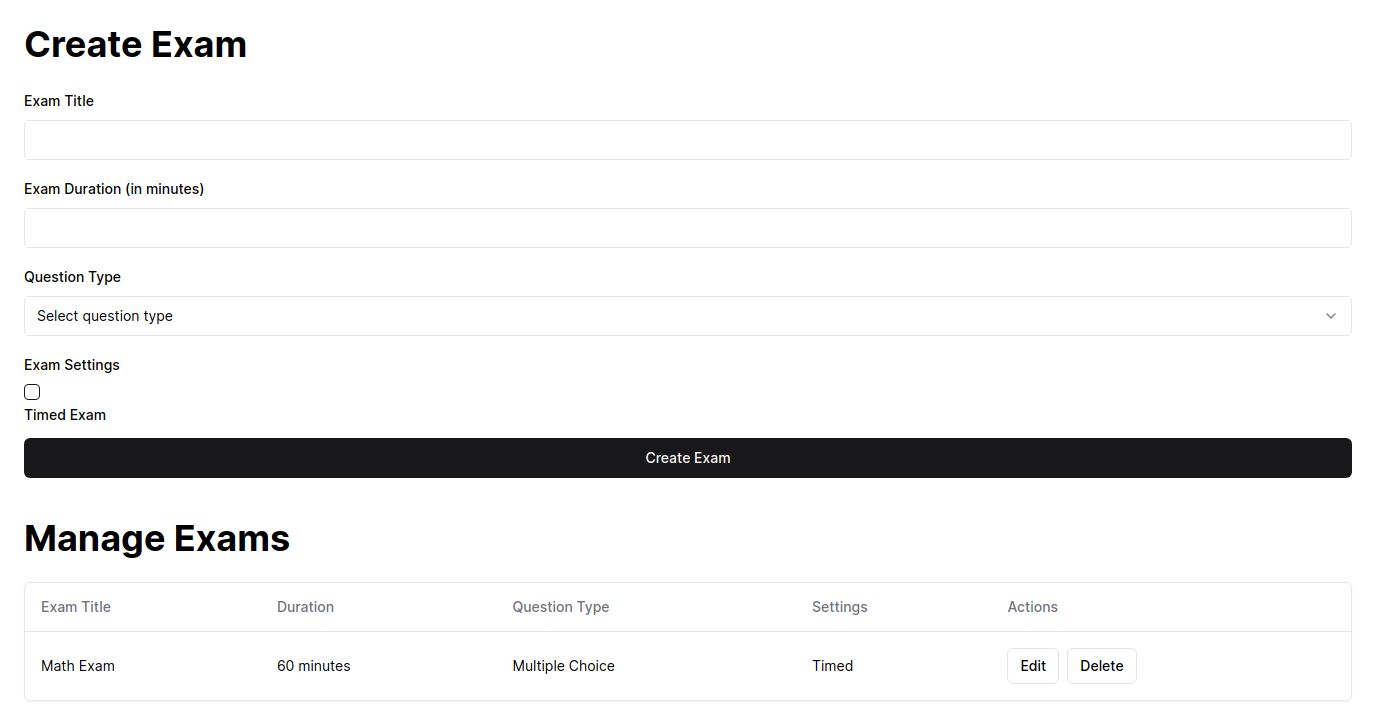 Create Exam
Exam Title
Exam Duration (in minutes)
Question Type
Select question type
Exam Settings
Timed Exam
Create Exam
Manage Exams
Exam Title Duration Question Type Settings Actions
Math Exam 60 minutes Multiple Choice Timed Edit Delete